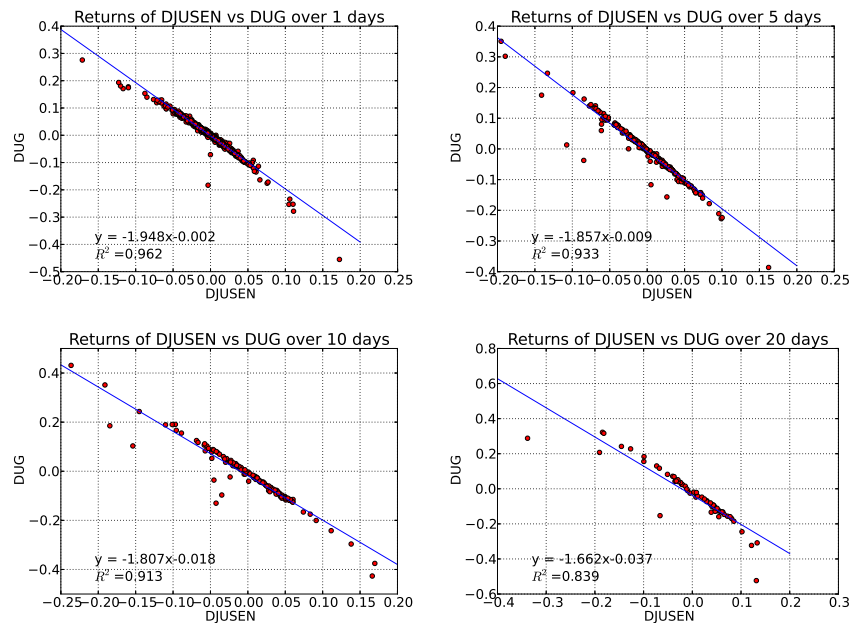 Returns of DJUSEN vs DUG over 1 days
0.4
0.3
0.2
0.1
0.0
−0.1
−0.2
−0.3
−0.4
−0.5
DUG
y = -1.948x-0.002
R² =0.962
−0.20 −0.15 −0.10 −0.05 0.00 0.05 0.10 0.15 0.20 0.25
DJUSEN
Returns of DJUSEN vs DUG over 5 days
0.4
0.3
0.2
0.1
0.0
−0.1
−0.2
−0.3
−0.4
DUG
y = -1.857x-0.009
R² =0.933
−0.20 −0.15 −0.10 −0.05 0.00 0.05 0.10 0.15 0.20 0.25
DJUSEN
Returns of DJUSEN vs DUG over 10 days
0.4
0.2
0.0
−0.2
−0.4
DUG
y = -1.807x-0.018
R² =0.913
−0.25 −0.20 −0.15 −0.10 −0.05 0.00 0.05 0.10 0.15 0.20
DJUSEN
Returns of DJUSEN vs DUG over 20 days
0.8
0.6
0.4
0.2
0.0
−0.2
−0.4
−0.6
DUG
y = -1.662x-0.037
R² =0.839
−0.4 −0.3 −0.2 −0.1 0.0 0.1 0.2 0.3
DJUSEN